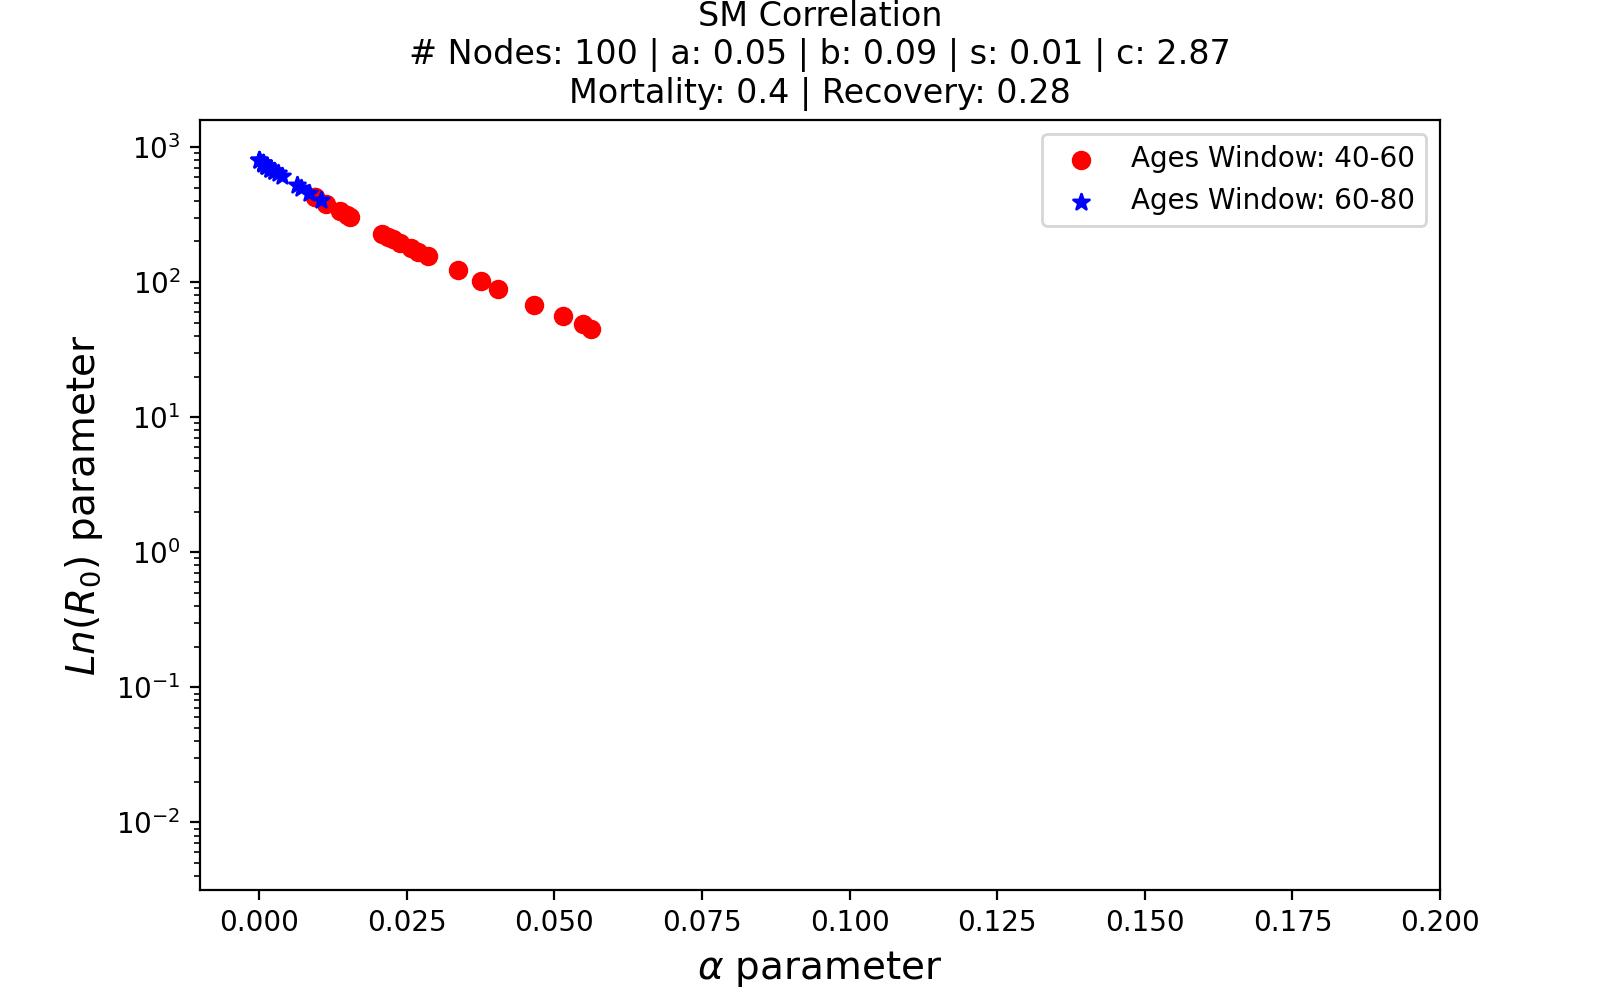 SM Correlation
# Nodes: 100 | a: 0.05 | b: 0.09 | s: 0.01 | c: 2.87
Mortality: 0.4 | Recovery: 0.28
Ages Window: 40-60
Ages Window: 60-80
10³
10²
10¹
10⁰
10⁻¹
10⁻²
Ln(R₀) parameter
0.000 0.025 0.050 0.075 0.100 0.125 0.150 0.175 0.200
α parameter